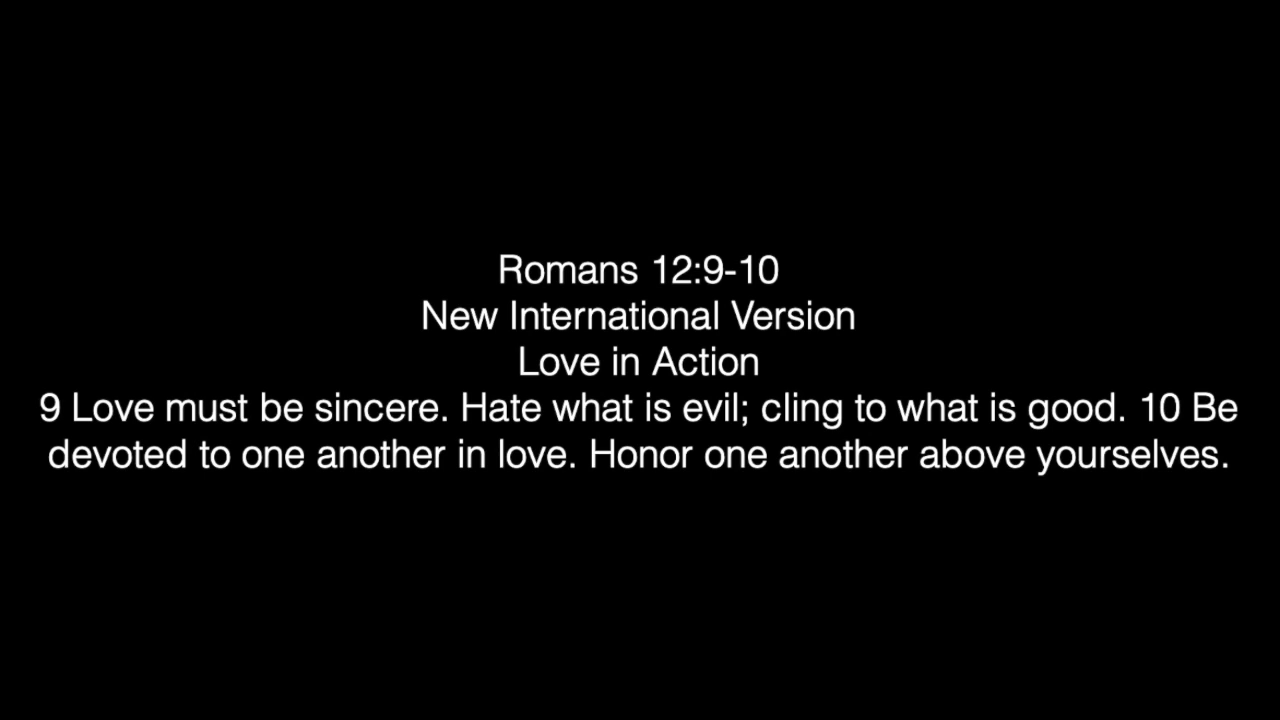 Romans 12:9-10
New International Version
Love in Action
9 Love must be sincere. Hate what is evil; cling to what is good. 10 Be
devoted to one another in love. Honor one another above yourselves.